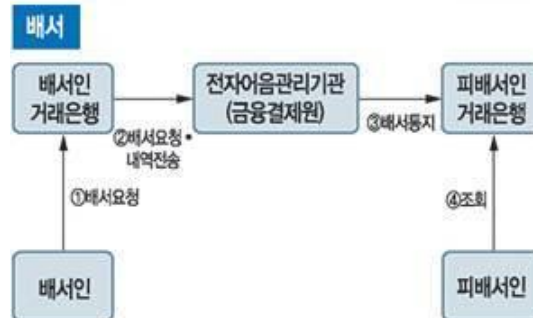 배서
배서인
거래은행
전자어음관리기관
(금융결제원)
피배서인
거래은행
②배서요청•
내역전송
③배서통지
①배서요청
④조회
배서인
피배서인